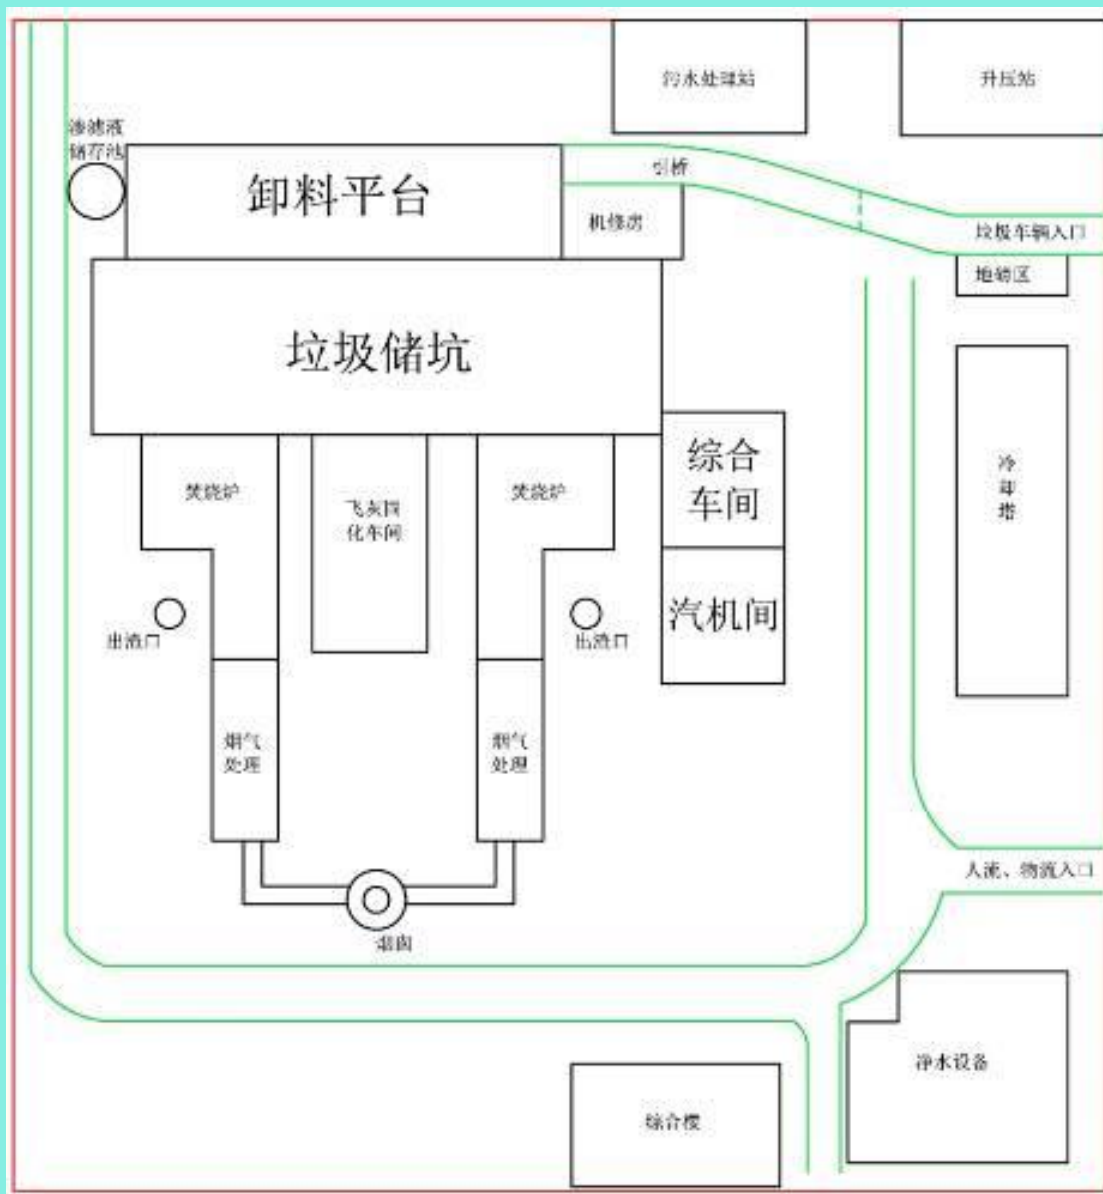 污水处理站
升压站
渗滤液
储存池
卸料平台
引桥
机修房
垃圾车辆入口
地磅区
垃圾储坑
焚烧炉
飞灰固
化车间
焚烧炉
综合
车间
冷
却
塔
出渣口
出渣口
汽机间
烟气
处理
烟气
处理
人流、物流入口
烟囱
净水设备
综合楼